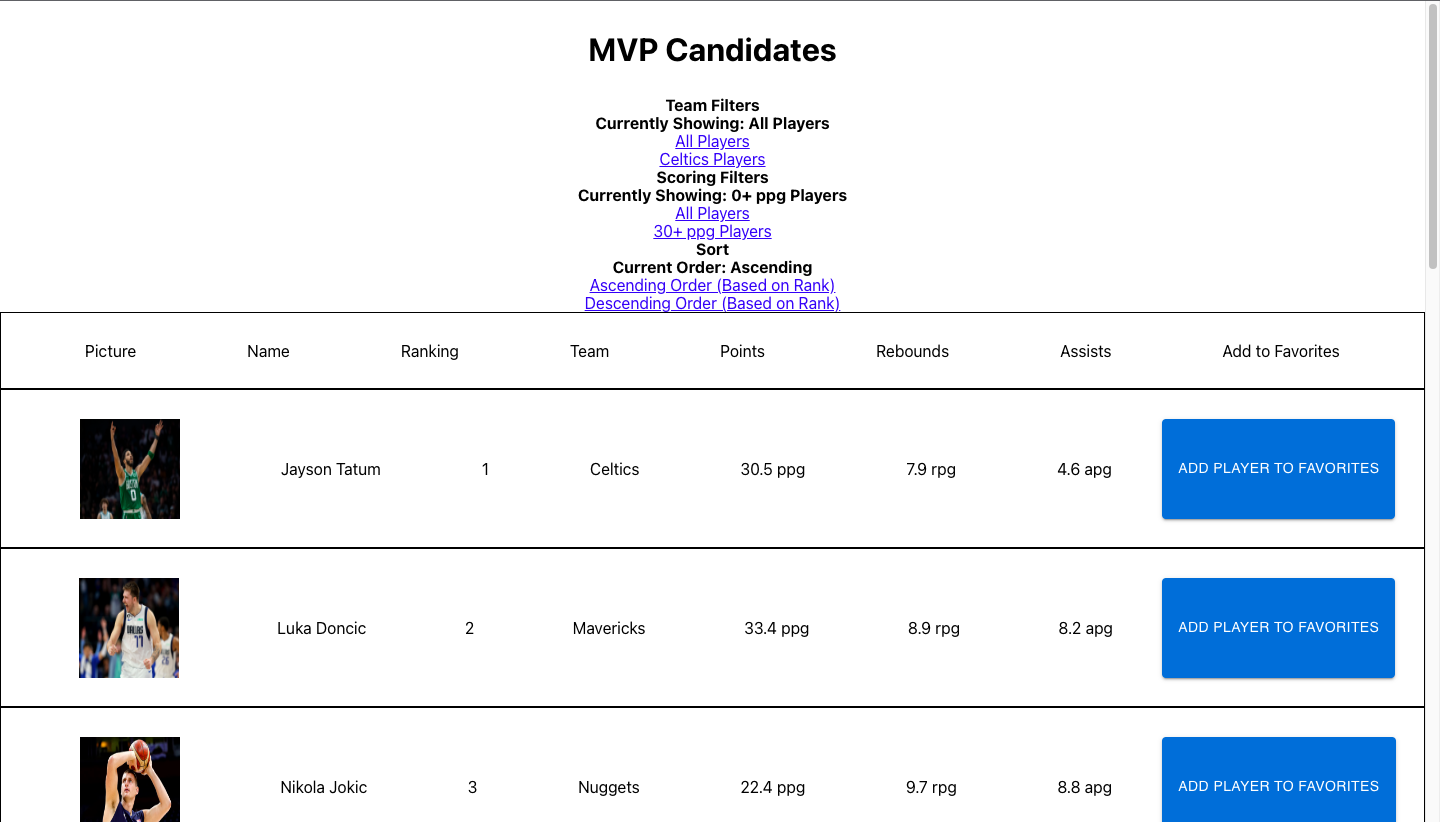 MVP Candidates
Team Filters
Currently Showing: All Players
All Players
Celtics Players
Scoring Filters
Currently Showing: 0+ ppg Players
All Players
30+ ppg Players
Sort
Current Order: Ascending
Ascending Order (Based on Rank)
Descending Order (Based on Rank)
Picture Name Ranking Team Points Rebounds Assists Add to Favorites
Jayson Tatum 1 Celtics 30.5 ppg 7.9 rpg 4.6 apg ADD PLAYER TO FAVORITES
0
Luka Doncic 2 Mavericks 33.4 ppg 8.9 rpg 8.2 apg ADD PLAYER TO FAVORITES
DALLAS
77
Nikola Jokic 3 Nuggets 22.4 ppg 9.7 rpg 8.8 apg ADD PLAYER TO FAVORITES